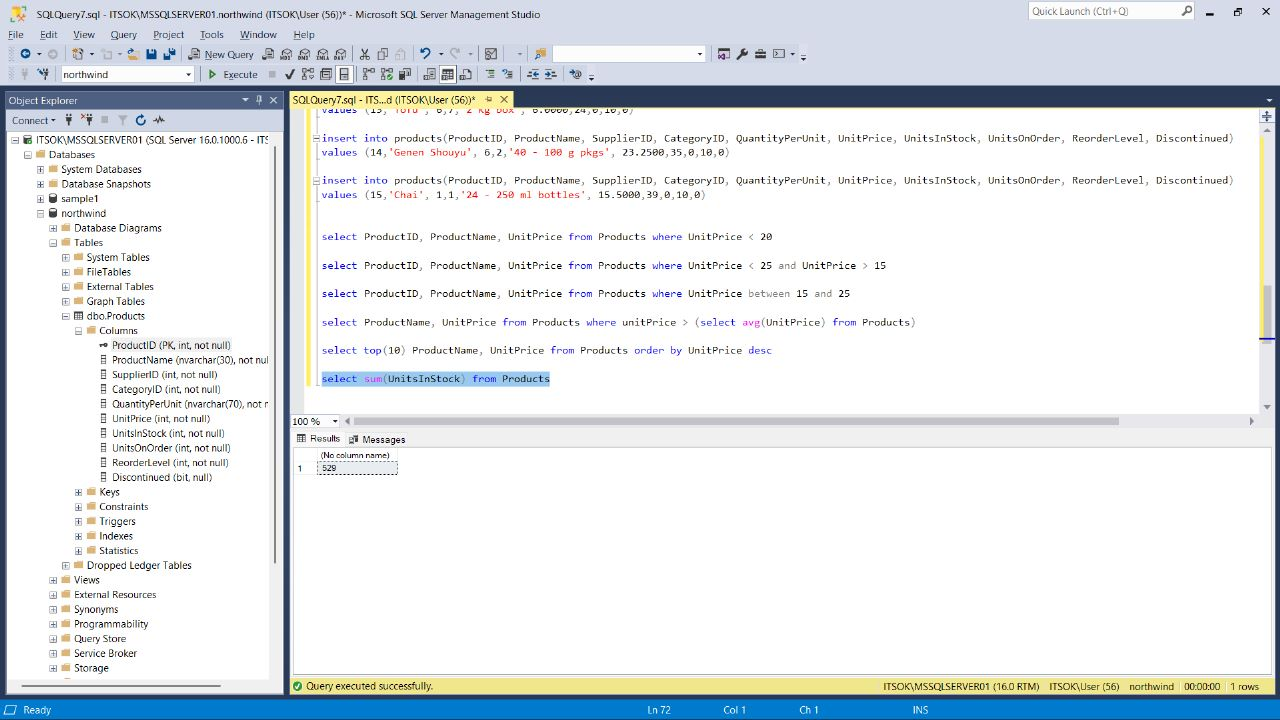 SQLQuery7.sql - ITSOK\MSSQLSERVER01.northwind (ITSOK\User (56))* - Microsoft SQL Server Management Studio
Quick Launch (Ctrl+Q)
File Edit View Query Project Tools Window Help
New Query
northwind Execute
Object Explorer
Connect
ITSOK\MSSQLSERVER01 (SQL Server 16.0.1000.6 - ITS
Databases
System Databases
Database Snapshots
sample1
northwind
Database Diagrams
Tables
System Tables
FileTables
External Tables
Graph Tables
dbo.Products
Columns
ProductID (PK, int, not null)
ProductName (nvarchar(30), not nul
SupplierID (int, not null)
CategoryID (int, not null)
QuantityPerUnit (nvarchar(70), not n
UnitPrice (int, not null)
UnitsInStock (int, not null)
UnitsOnOrder (int, not null)
ReorderLevel (int, not null)
Discontinued (bit, null)
Keys
Constraints
Triggers
Indexes
Statistics
Dropped Ledger Tables
Views
External Resources
Synonyms
Programmability
Query Store
Service Broker
Storage
SQLQuery7.sql - ITS...d (ITSOK\User (56))*
values (13,'Tofu', 6,7,'2 kg box', 6.0000,24,0,10,0)
insert into products(ProductID, ProductName, SupplierID, CategoryID, QuantityPerUnit, UnitPrice, UnitsInStock, UnitsOnOrder, ReorderLevel, Discontinued)
values (14,'Genen Shouyu', 6,2,'40 - 100 g pkgs', 23.2500,35,0,10,0)
insert into products(ProductID, ProductName, SupplierID, CategoryID, QuantityPerUnit, UnitPrice, UnitsInStock, UnitsOnOrder, ReorderLevel, Discontinued)
values (15,'Chai', 1,1,'24 - 250 ml bottles', 15.5000,39,0,10,0)
select ProductID, ProductName, UnitPrice from Products where UnitPrice < 20
select ProductID, ProductName, UnitPrice from Products where UnitPrice < 25 and UnitPrice > 15
select ProductID, ProductName, UnitPrice from Products where UnitPrice between 15 and 25
select ProductName, UnitPrice from Products where unitPrice > (select avg(UnitPrice) from Products)
select top(10) ProductName, UnitPrice from Products order by UnitPrice desc
select sum(UnitsInStock) from Products
100 %
Results Messages
(No column name)
1 529
Query executed successfully. ITSOK\MSSQLSERVER01 (16.0 RTM) ITSOK\User (56) northwind 00:00:00 1 rows
Ready Ln 72 Col 1 Ch 1 INS